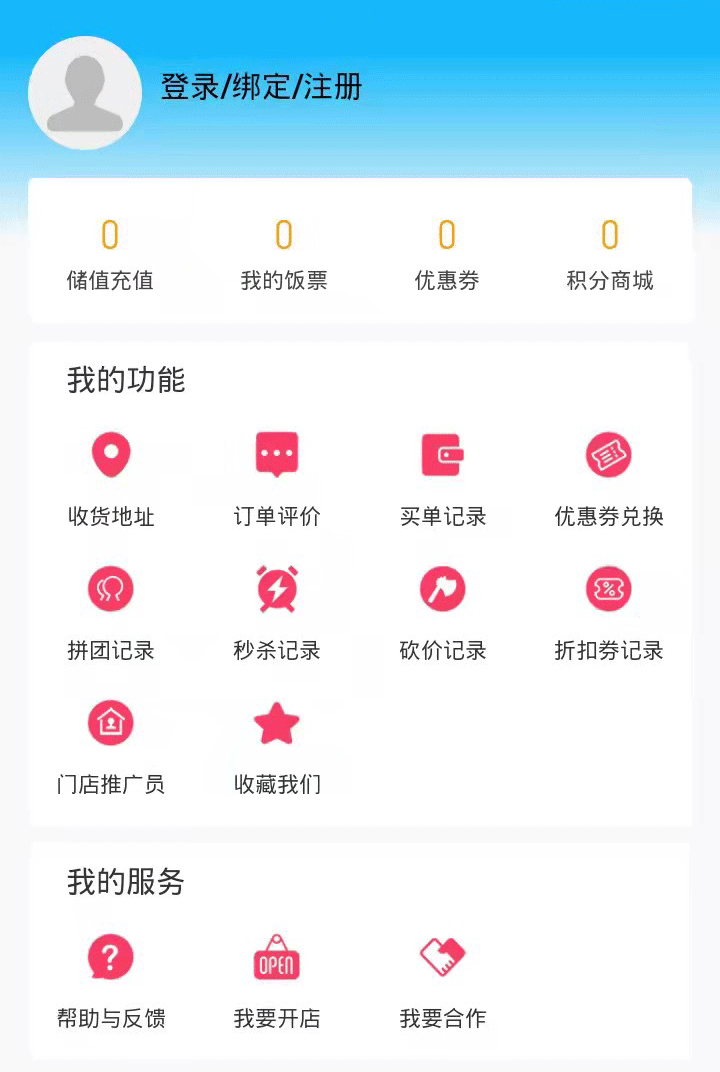 登录/绑定/注册
0 0 0 0
储值充值 我的饭票 优惠券 积分商城
我的功能
收货地址 订单评价 买单记录 优惠券兑换
拼团记录 秒杀记录 砍价记录 折扣券记录
门店推广员 收藏我们
我的服务
OPEN
帮助与反馈 我要开店 我要合作